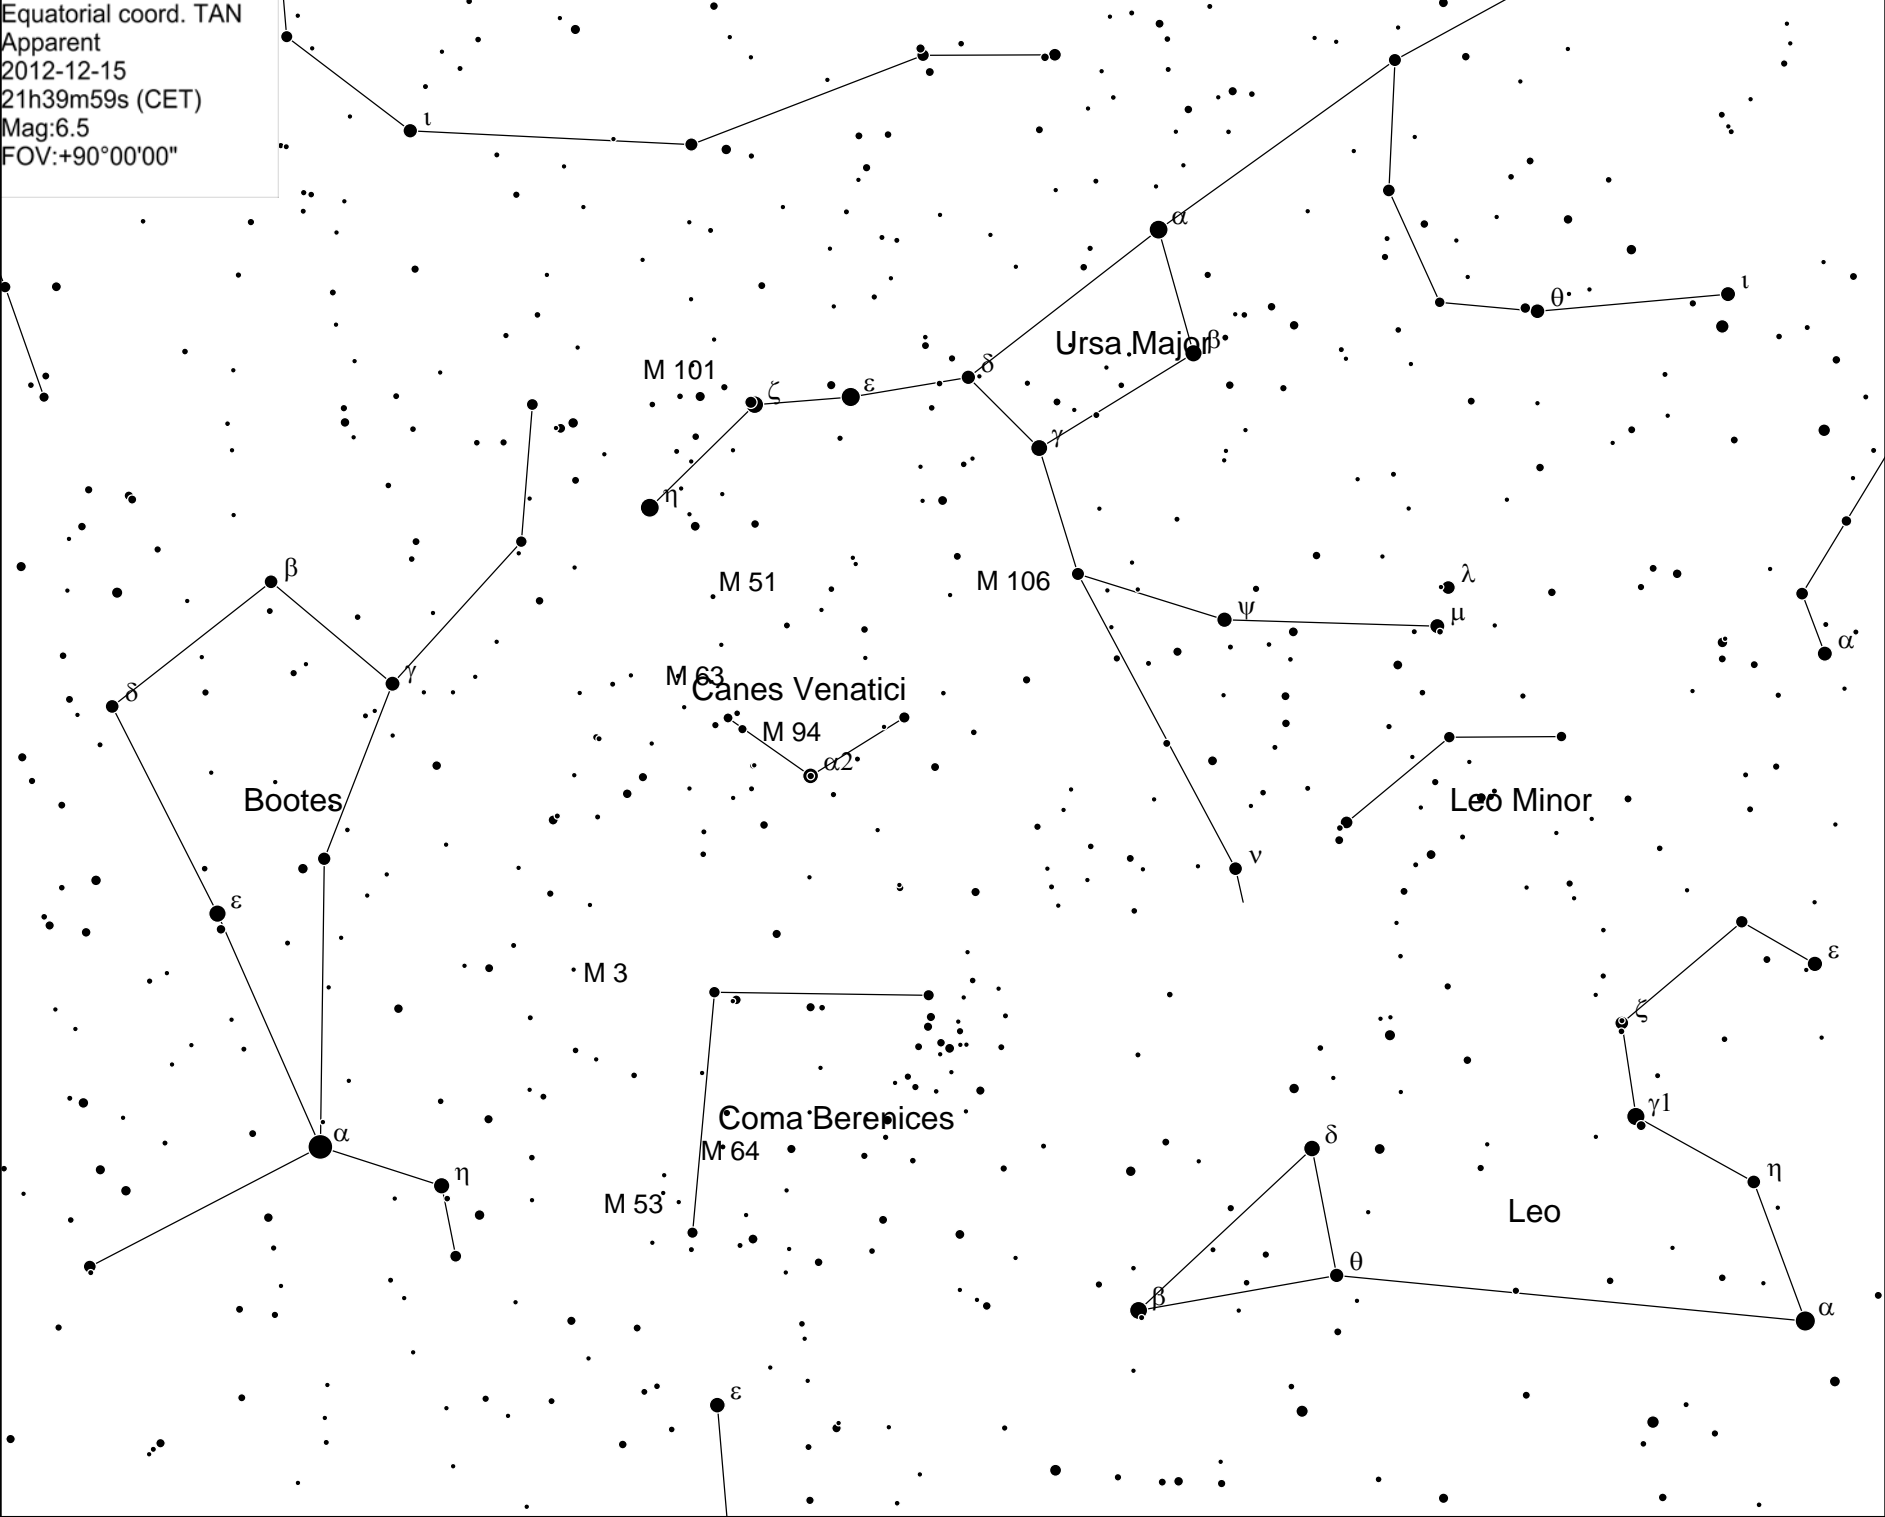 Equatorial coord. TAN
Apparent
2012-12-15
21h39m59s (CET)
Mag:6.5
FOV:+90°00'00"
ι
α
θ
ι
Ursa Major
β
δ
M 101
ζ
ε
γ
η
β
M 51
M 106
λ
ψ
μ
α
γ
M 63
Canes Venatici
δ
M 94
α2
Bootes
Leo Minor
ν
ε
ε
M 3
ζ
Coma Berenices
γ1
α
δ
M 64
η
η
M 53
Leo
θ
β
α
ε